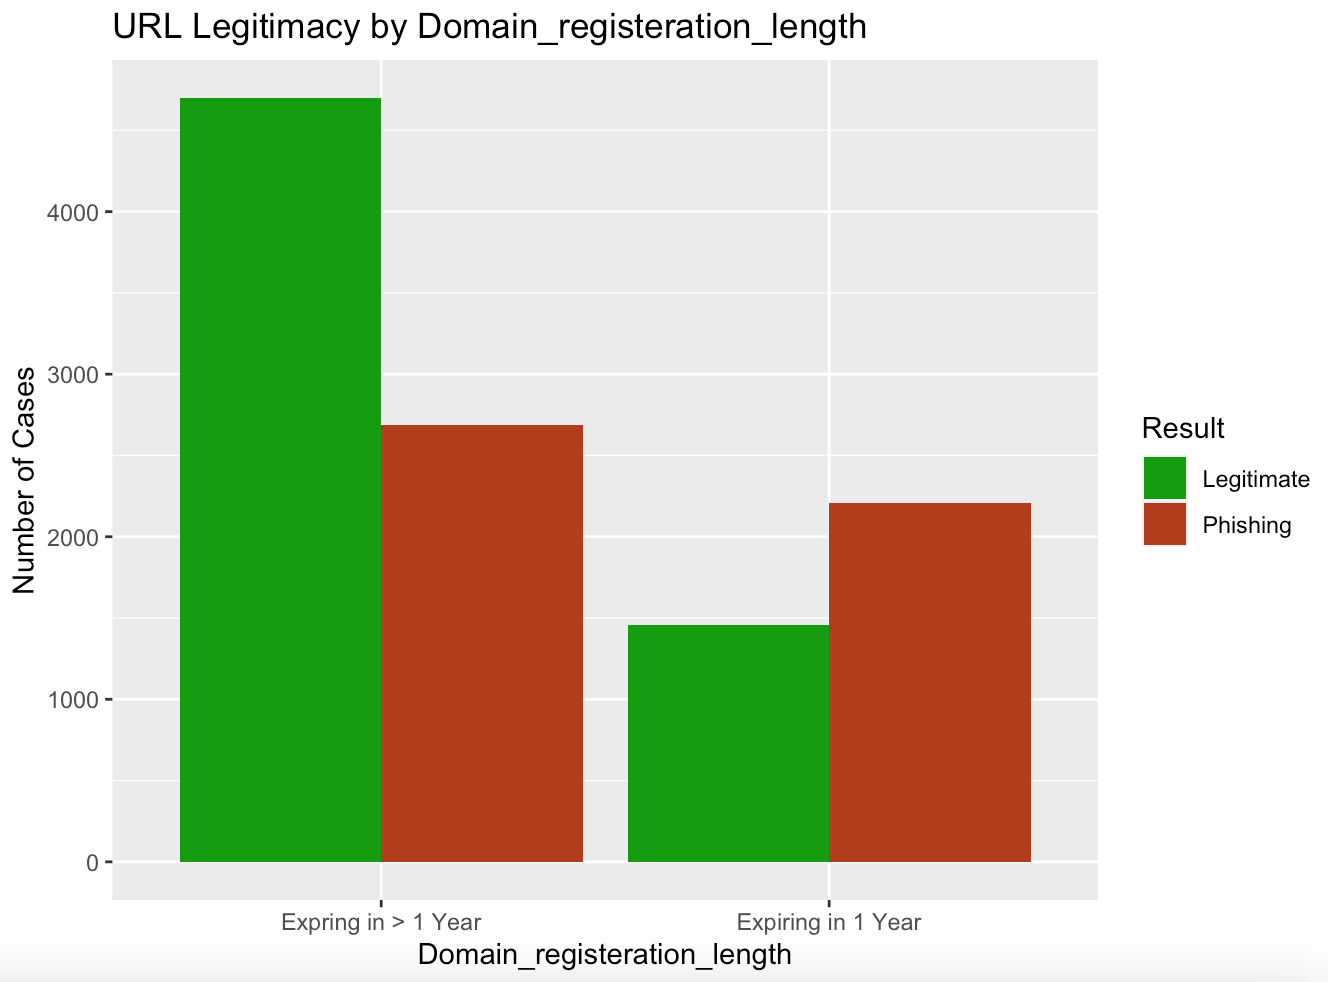 URL Legitimacy by Domain_registeration_length
Number of Cases
4000
3000
2000
1000
0
Expring in > 1 Year
Expiring in 1 Year
Domain_registeration_length
Result
Legitimate
Phishing